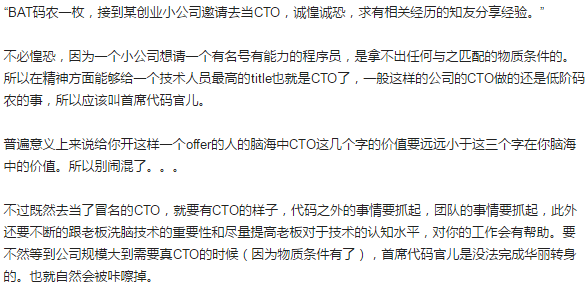 “BAT码农一枚，接到某创业小公司邀请去当CTO，诚惶诚恐，求有相关经历的知友分享经验。”
不必惶恐，因为一个小公司想请一个有名号有能力的程序员，是拿不出任何与之匹配的物质条件的。
所以在精神方面能够给一个技术人员最高的title也就是CTO了，一般这样的公司的CTO做的还是低阶码
农的事，所以应该叫首席代码官儿。
普遍意义上来说给你开这样一个offer的人的脑海中CTO这几个字的价值要远远小于这三个字在你脑海
中的价值。所以别闹混了。。。
不过既然去当了冒名的CTO，就要有CTO的样子，代码之外的事情要抓起，团队的事情要抓起，此外
还要不断的跟老板洗脑技术的重要性和尽量提高老板对于技术的认知水平，对你的工作会有帮助。要
不然等到公司规模大到需要真CTO的时候（因为物质条件有了），首席代码官儿是没法完成华丽转身
的。也就自然会被咔嚓掉。